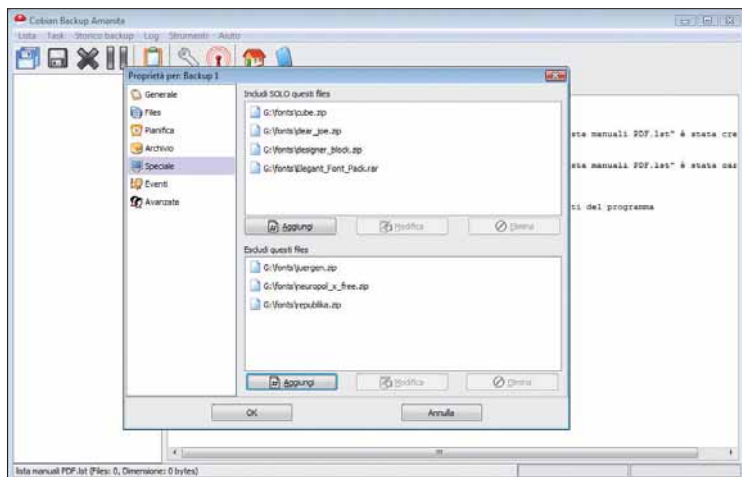 Cobian Backup Amanita
Lista Task Storico backup Log Strumenti Aiuto
Proprietà per: Backup 1
Generale
Files
Pianifica
Archivio
Speciale
Eventi
Avanzate
Includi SOLO questi files
G:\fonts\cube.zip
G:\fonts\dear_joe.zip
G:\fonts\designer_block.zip
G:\fonts\Elegant_Font_Pack.rar
Aggiungi Modifica Elimina
Escludi questi files
G:\fonts\juergen.zip
G:\fonts\neuropol_x_free.zip
G:\fonts\republika.zip
Aggiungi Modifica Elimina
OK Annulla
sta manuali PDF.lst" è stata cre
sta manuali PDF.lst" è stata
ti del programma
lista manuali PDF.lst (Files: 0, Dimensione: 0 bytes)